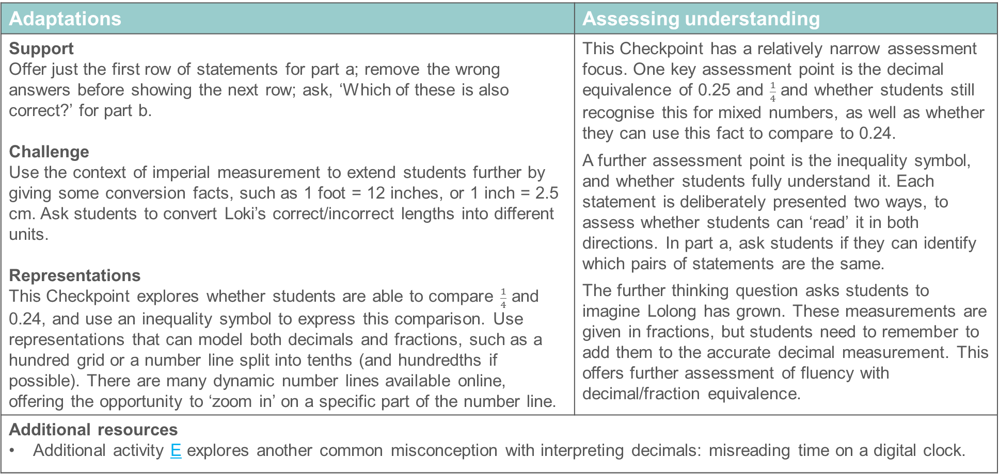 Adaptations
Support
Offer just the first row of statements for part a; remove the wrong
answers before showing the next row; ask, ‘Which of these is also
correct?’ for part b.
Challenge
Use the context of imperial measurement to extend students further by
giving some conversion facts, such as 1 foot = 12 inches, or 1 inch = 2.5
cm. Ask students to convert Loki’s correct/incorrect lengths into different
units.
Representations
This Checkpoint explores whether students are able to compare 1/4 and
0.24, and use an inequality symbol to express this comparison. Use
representations that can model both decimals and fractions, such as a
hundred grid or a number line split into tenths (and hundredths if
possible). There are many dynamic number lines available online,
offering the opportunity to ‘zoom in’ on a specific part of the number line.
Assessing understanding
This Checkpoint has a relatively narrow assessment
focus. One key assessment point is the decimal
equivalence of 0.25 and 1/4 and whether students still
recognise this for mixed numbers, as well as whether
they can use this fact to compare to 0.24.
A further assessment point is the inequality symbol,
and whether students fully understand it. Each
statement is deliberately presented two ways, to
assess whether students can ‘read’ it in both
directions. In part a, ask students if they can identify
which pairs of statements are the same.
The further thinking question asks students to
imagine Lolong has grown. These measurements are
given in fractions, but students need to remember to
add them to the accurate decimal measurement. This
offers further assessment of fluency with
decimal/fraction equivalence.
Additional resources
• Additional activity E explores another common misconception with interpreting decimals: misreading time on a digital clock.